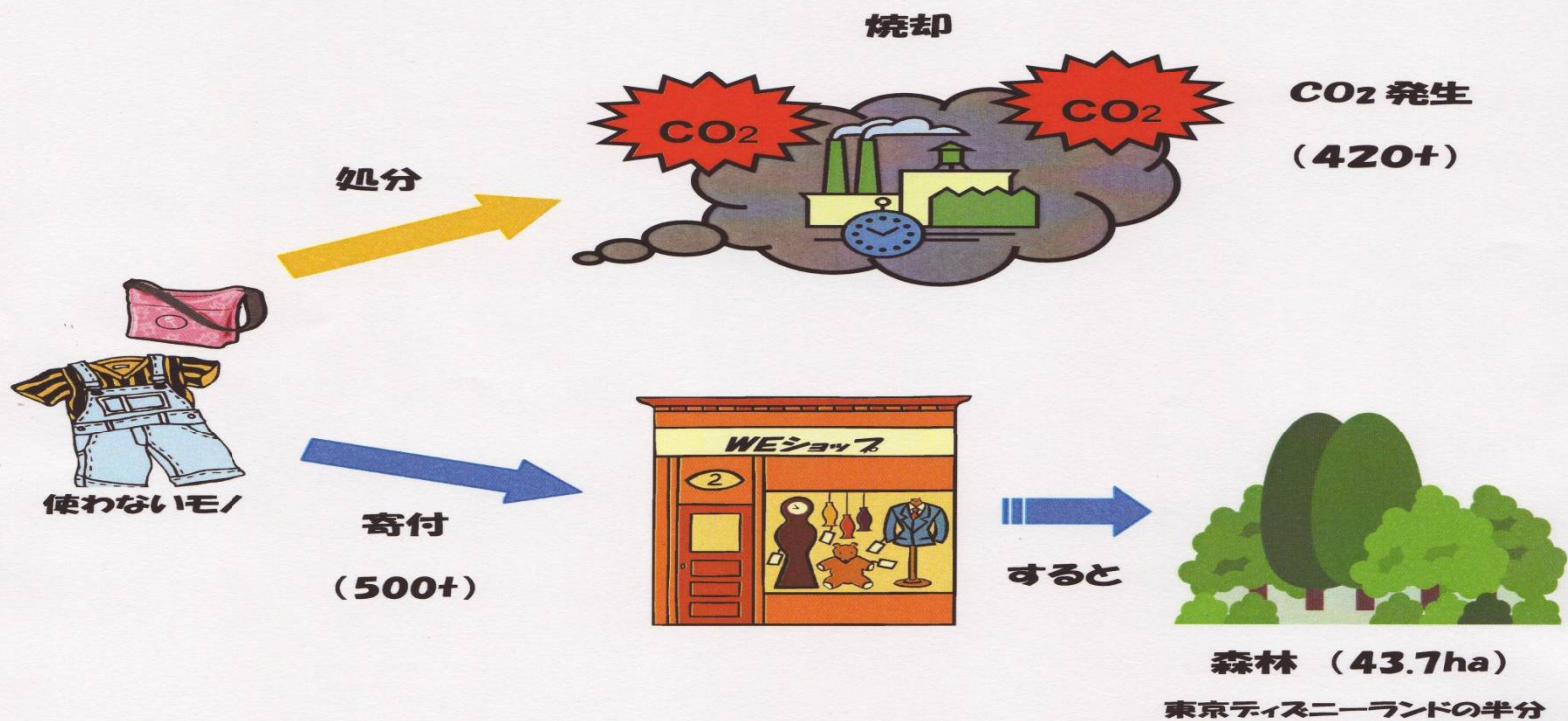 焼却
CO2
CO2
CO2 発生
(420t)
処分
使わないモノ
寄付
(500t)
WEショップ
2
すると
森林 (43.7ha)
東京ディズニーランドの半分